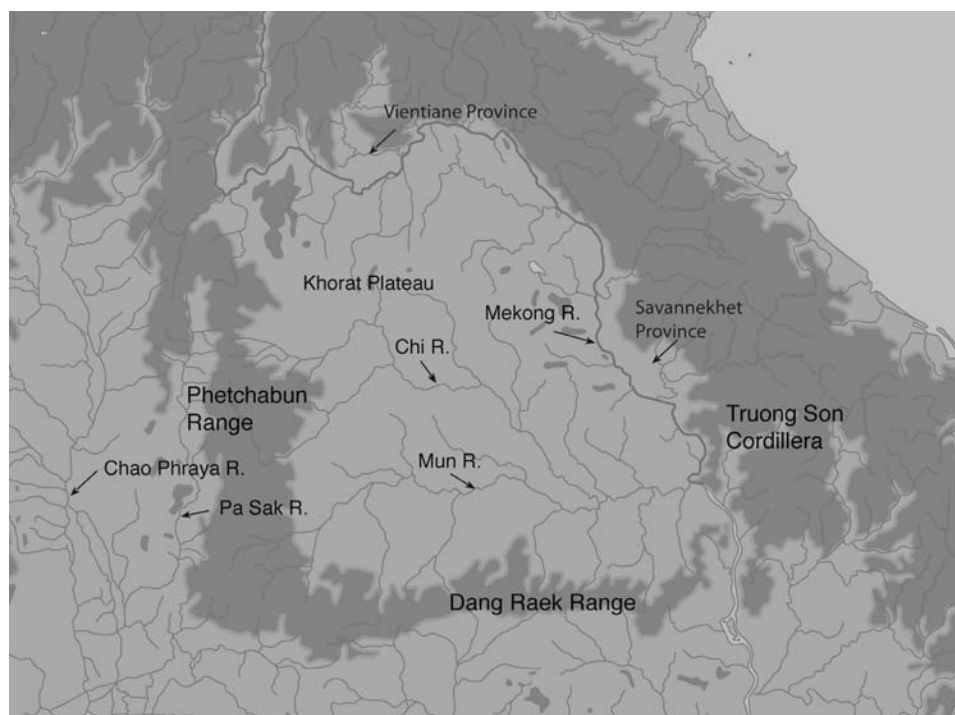 Vientiane Province
Khorat Plateau
Mekong R.
Savannekhet
Province
Chi R.
Phetchabun
Range
Truong Son
Cordillera
Chao Phraya R.
Mun R.
Pa Sak R.
Dang Raek Range